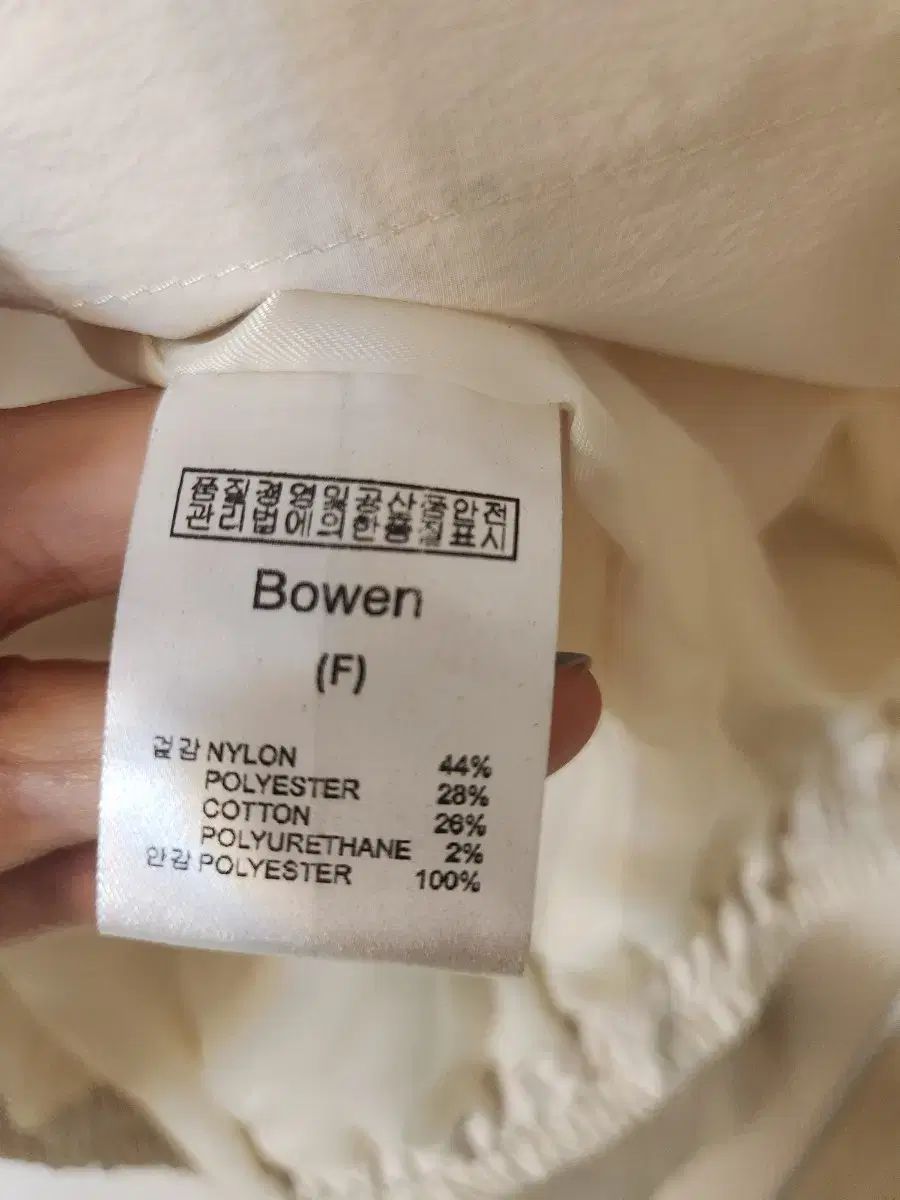 품질경영및공산품안전
관리법에의한품질표시
Bowen
(F)
겉감 NYLON 44%
POLYESTER 28%
COTTON 26%
POLYURETHANE 2%
안감 POLYESTER 100%